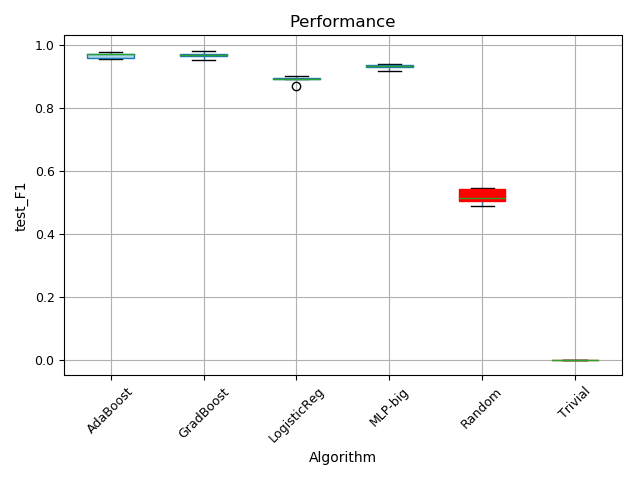 Performance
test_F1
1.0
0.8
0.6
0.4
0.2
0.0
AdaBoost
GradBoost
LogisticReg
MLP-big
Random
Trivial
Algorithm